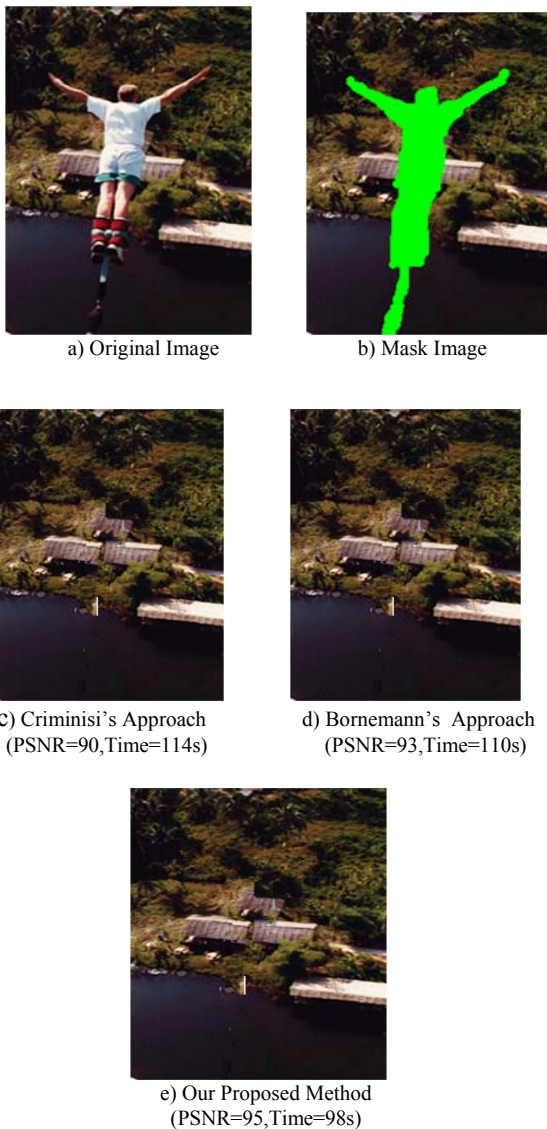 a) Original Image
b) Mask Image
c) Criminisi's Approach
(PSNR=90,Time=114s)
d) Bornemann's Approach
(PSNR=93,Time=110s)
e) Our Proposed Method
(PSNR=95,Time=98s)